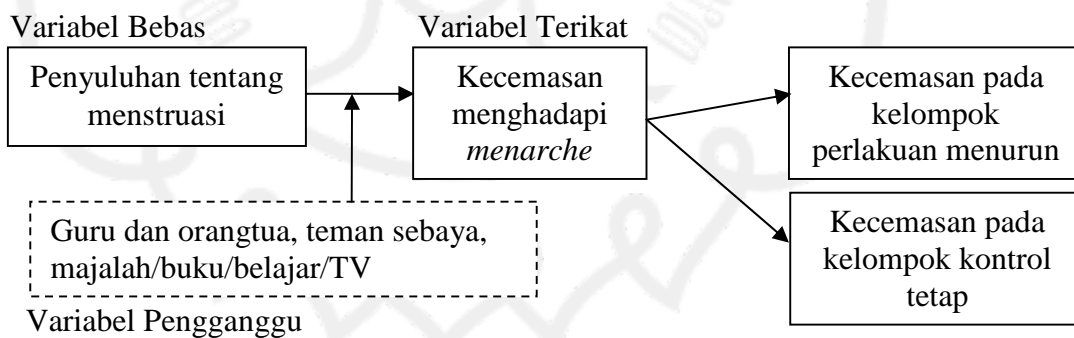 Variabel Bebas
Penyuluhan tentang
menstruasi
Variabel Terikat
Kecemasan
menghadapi
menarche
Kecemasan pada
kelompok
perlakuan menurun
Kecemasan pada
kelompok kontrol
tetap
Guru dan orangtua, teman sebaya,
majalah/buku/belajar/TV
Variabel Pengganggu